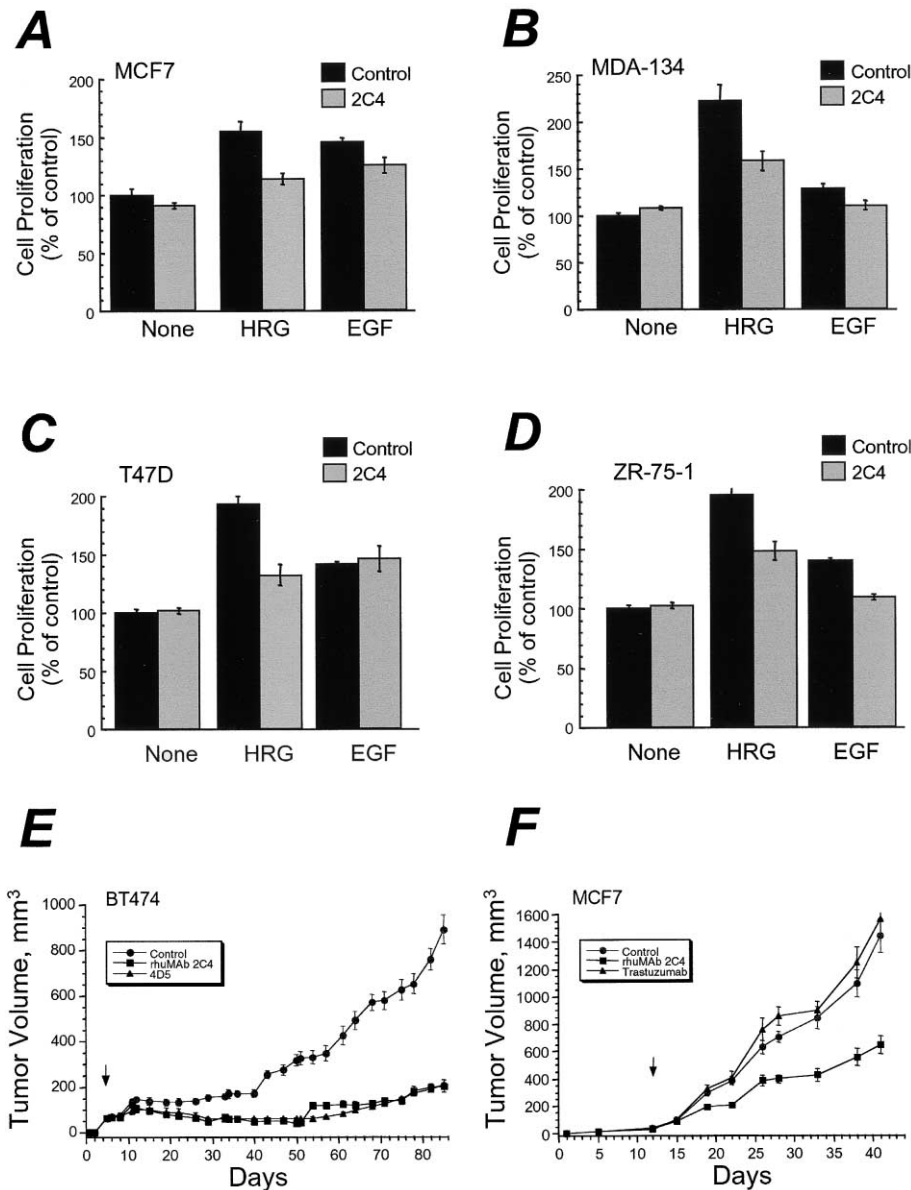 A
MCF7
Control
2C4
Cell Proliferation
(% of control)
200
150
100
50
0
None HRG EGF
B
MDA-134
Control
2C4
Cell Proliferation
(% of control)
250
200
150
100
50
0
None HRG EGF
C
T47D
Control
2C4
Cell Proliferation
(% of control)
200
150
100
50
0
None HRG EGF
D
ZR-75-1
Control
2C4
Cell Proliferation
(% of control)
200
150
100
50
0
None HRG EGF
E
BT474
Control
rhuMAb 2C4
4D5
Tumor Volume, mm³
1000
800
600
400
200
0
0 10 20 30 40 50 60 70 80
Days
F
MCF7
Control
rhuMAb 2C4
Trastuzumab
Tumor Volume, mm³
1600
1400
1200
1000
800
600
400
200
0
0 5 10 15 20 25 30 35 40
Days